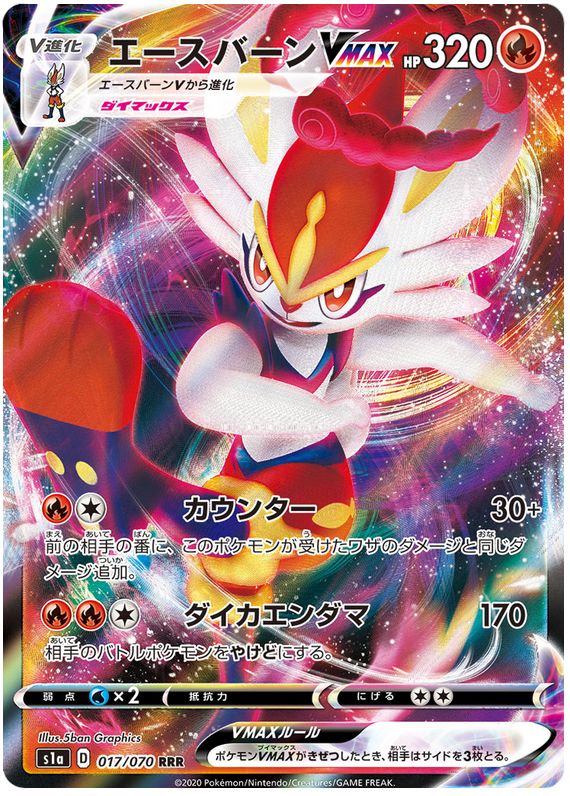 V進化
エースバーンVMAX HP320
エースバーンVから進化
ダイマックス
カウンター 30+
前の相手の番に、このポケモンが受けたワザのダメージと同じダ
メージ追加。
ダイカエンダマ 170
相手のバトルポケモンをやけどにする。
弱点 ×2 抵抗力 にげる
Illus.5ban Graphics
VMAXルール
s1a D 017/070 RRR
ポケモンVMAXがきぜつしたとき、相手はサイドを3枚とる。
©2020 Pokémon/Nintendo/Creatures/GAME FREAK.